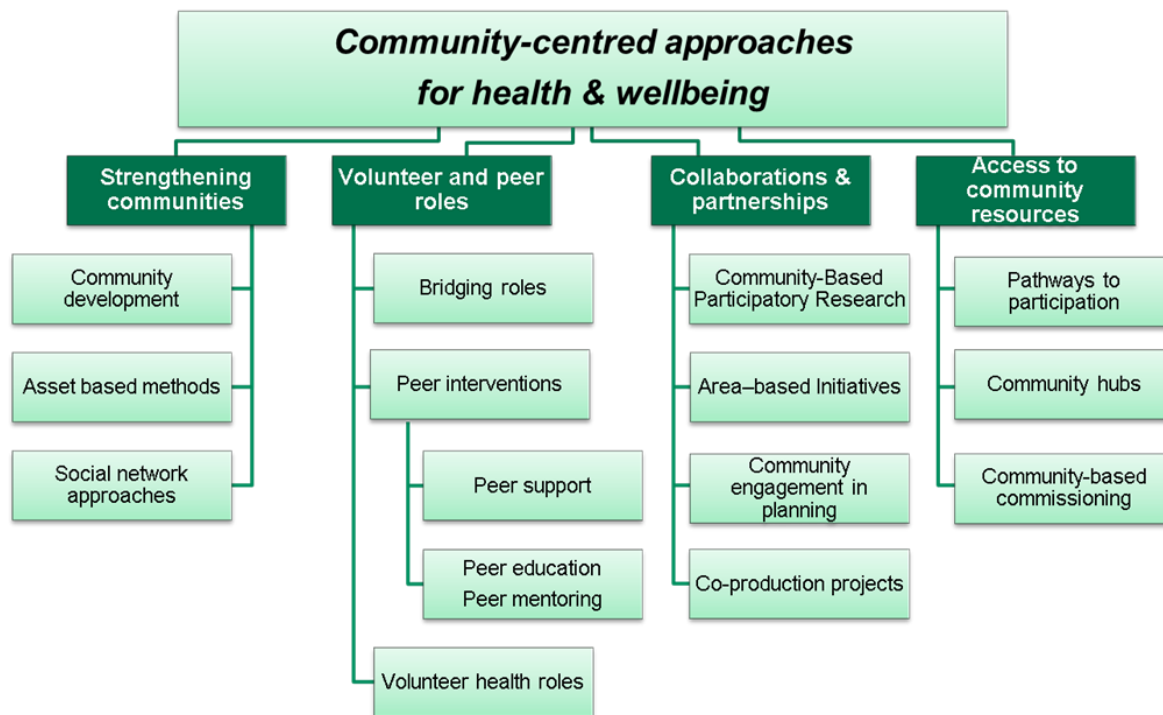 Community-centred approaches
for health & wellbeing
Strengthening
communities
Community
development
Asset based methods
Social network
approaches
Volunteer and peer
roles
Bridging roles
Peer interventions
Peer support
Peer education
Peer mentoring
Volunteer health roles
Collaborations &
partnerships
Community-Based
Participatory Research
Area–based Initiatives
Community
engagement in
planning
Co-production projects
Access to
community
resources
Pathways to
participation
Community hubs
Community-based
commissioning